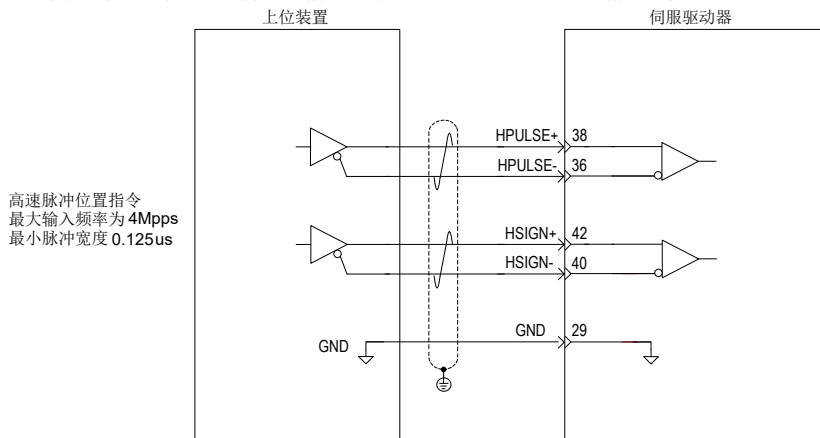 上位装置
伺服驱动器
HPULSE+ 38
HPULSE- 36
高速脉冲位置指令
最大输入频率为 4Mpps
最小脉冲宽度 0.125us
HSIGN+ 42
HSIGN- 40
GND GND 29